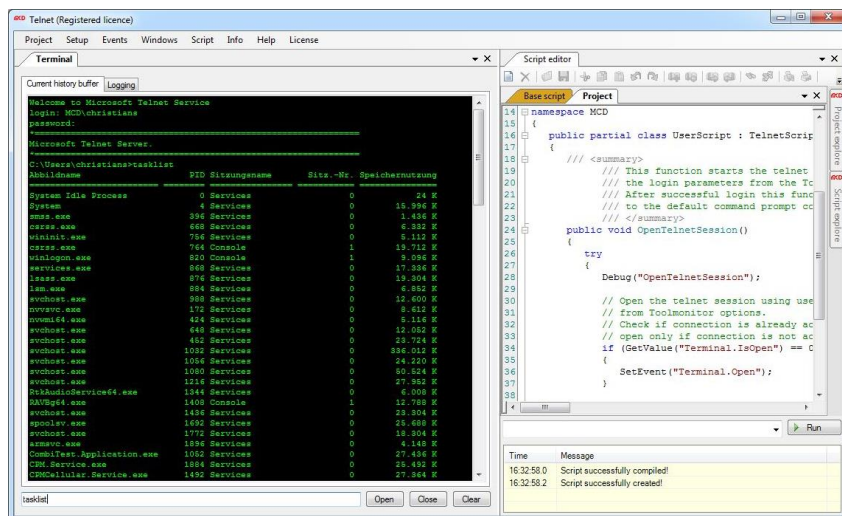 MCD Telnet (Registered licence)
Project Setup Events Windows Script Info Help License
Terminal
Current history buffer Logging
Welcome to Microsoft Telnet Service
login: MCD\christians
password:
*===============================================================
Microsoft Telnet Server.
*===============================================================
C:\Users\christians>tasklist
Abbildname PID Sitzungsname Sitz.-Nr. Speichernutzung
========================= ======== ================ =========== ===============
System Idle Process 0 Services 0 24 K
System 4 Services 0 15.996 K
smss.exe 396 Services 0 1.436 K
csrss.exe 668 Services 0 6.332 K
wininit.exe 756 Services 0 5.112 K
csrss.exe 764 Console 1 19.712 K
winlogon.exe 820 Console 1 9.096 K
services.exe 868 Services 0 17.336 K
lsass.exe 876 Services 0 19.304 K
lsm.exe 884 Services 0 6.852 K
svchost.exe 988 Services 0 12.600 K
nvvsvc.exe 172 Services 0 8.612 K
nvwmi64.exe 424 Services 0 5.116 K
svchost.exe 648 Services 0 12.052 K
svchost.exe 462 Services 0 23.724 K
svchost.exe 1032 Services 0 336.012 K
svchost.exe 1056 Services 0 24.220 K
svchost.exe 1080 Services 0 50.524 K
svchost.exe 1216 Services 0 27.952 K
RtkAudioService64.exe 1344 Services 0 6.008 K
RAVBg64.exe 1408 Console 1 12.788 K
svchost.exe 1436 Services 0 23.304 K
spoolsv.exe 1692 Services 0 25.688 K
svchost.exe 1772 Services 0 18.304 K
armsvc.exe 1896 Services 0 4.148 K
CombiTest.Application.exe 1052 Services 0 27.436 K
CPM.Service.exe 1884 Services 0 25.492 K
CPMCellular.Service.exe 1492 Services 0 27.364 K
tasklist
Open Close Clear
Script editor
Base script Project
14 namespace MCD
15 {
16 public partial class UserScript : TelnetScrip
17 {
18 /// <summary>
19 /// This function starts the telnet
20 /// the login parameters from the To
21 /// After successful login this func
22 /// to the default command prompt co
23 /// </summary>
24 public void OpenTelnetSession()
25 {
26 try
27 {
28 Debug("OpenTelnetSession");
29
30 // Open the telnet session using use
31 // from Toolmonitor options.
32 // Check if connection is already ac
33 // open only if connection is not ac
34 if (GetValue("Terminal.IsOpen") == 0
35 {
36 SetEvent("Terminal.Open");
37 }
38
Run
Time Message
16:32:58.0 Script successfully compiled!
16:32:58.2 Script successfully created!
MCD Project explore
MCD Script explore